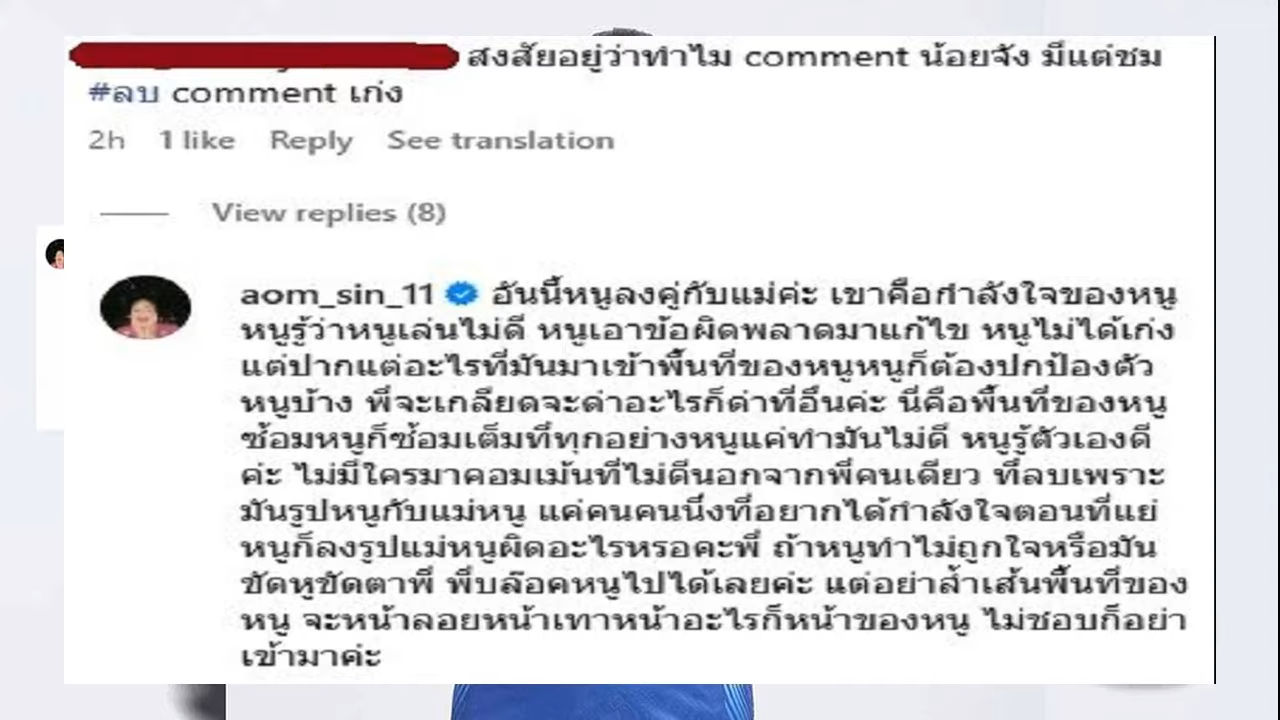 สงสัยอยู่ว่าทำไม comment น้อยจัง มีแต่ชม
#ลบ comment เก่ง
2h 1 like Reply See translation
View replies (8)
aom_sin_11 อันนี้หนูลงคู่กับแม่ค่ะ เขาคือกำลังใจของหนู
หนูรู้ว่าหนูเล่นไม่ดี หนูเอาข้อผิดพลาดมาแก้ไข หนูไม่ได้เก่ง
แต่ปากแต่อะไรที่มันมาเข้าพื้นที่ของหนูหนูก็ต้องปกป้องตัว
หนูบ้าง พี่จะเกลียดจะด่าอะไรก็ด่าที่อื่นค่ะ นี่คือพื้นที่ของหนู
ซ้อมหนูก็ซ้อมเต็มที่ทุกอย่างหนูแค่ทำมันไม่ดี หนูรู้ตัวเองดี
ค่ะ ไม่มีใครมาคอมเม้นที่ไม่ดีนอกจากพี่คนเดียว ที่ลบเพราะ
มันรูปหนูกับแม่หนู แค่คนคนนึงที่อยากได้กำลังใจตอนที่แย่
หนูก็ลงรูปแม่หนูผิดอะไรหรอคะพี่ ถ้าหนูทำไม่ถูกใจหรือมัน
ขัดหูขัดตาพี่ พี่บล๊อคหนูไปได้เลยค่ะ แต่อย่าล้ำเส้นพื้นที่ของ
หนู จะหน้าลอยหน้าเทาหน้าอะไรก็หน้าของหนู ไม่ชอบก็อย่า
เข้ามาค่ะ